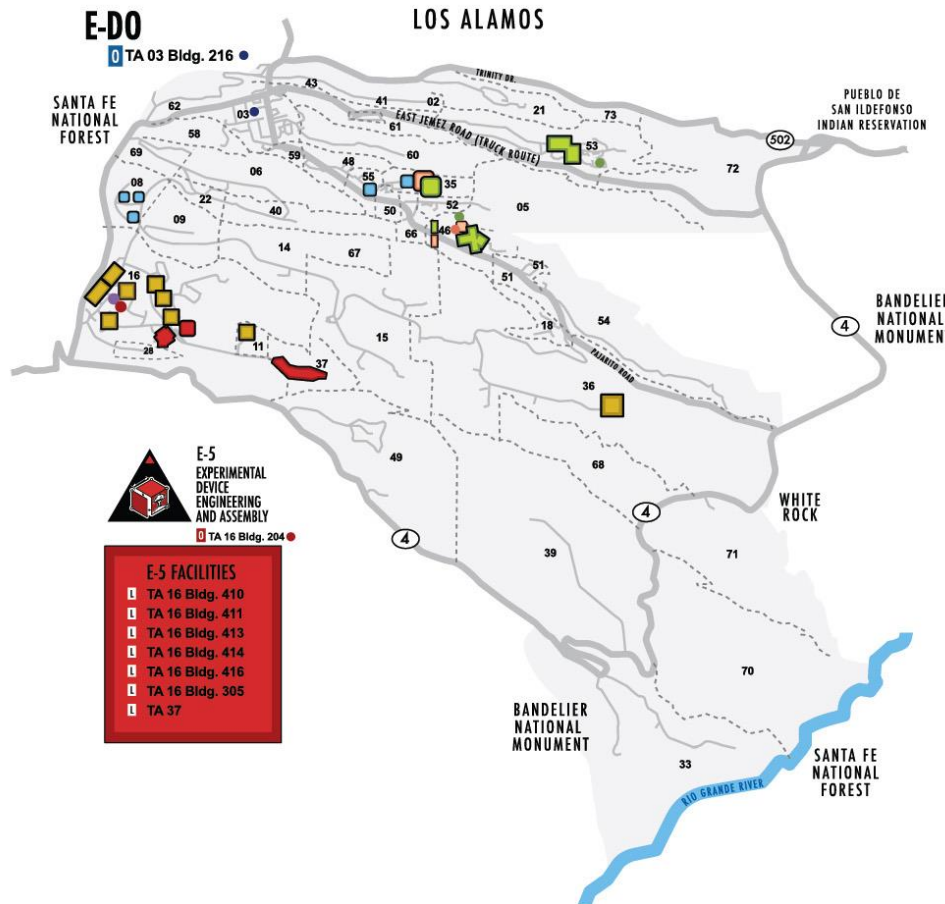 E-DO
LOS ALAMOS
0 TA 03 Bldg. 216
TRINITY DR.
43
41
02
21
73
PUEBLO DE
SAN ILDEFONSO
INDIAN RESERVATION
SANTA FE
NATIONAL
FOREST
62
03
EAST JEMEZ ROAD (TRUCK ROUTE)
61
58
53
502
59
60
72
69
48
06
55
35
08
22
40
50
52
05
09
66
46
14
67
51
51
16
54
BANDELIER
NATIONAL
MONUMENT
4
18
15
28
11
37
PAJARITO ROAD
36
49
68
E-5
EXPERIMENTAL
DEVICE
ENGINEERING
AND ASSEMBLY
0 TA 16 Bldg. 204
WHITE
ROCK
4
4
39
71
E-5 FACILITIES
L TA 16 Bldg. 410
L TA 16 Bldg. 411
L TA 16 Bldg. 413
L TA 16 Bldg. 414
L TA 16 Bldg. 416
L TA 16 Bldg. 305
L TA 37
70
BANDELIER
NATIONAL
MONUMENT
33
SANTA FE
NATIONAL
FOREST
RIO GRANDE RIVER